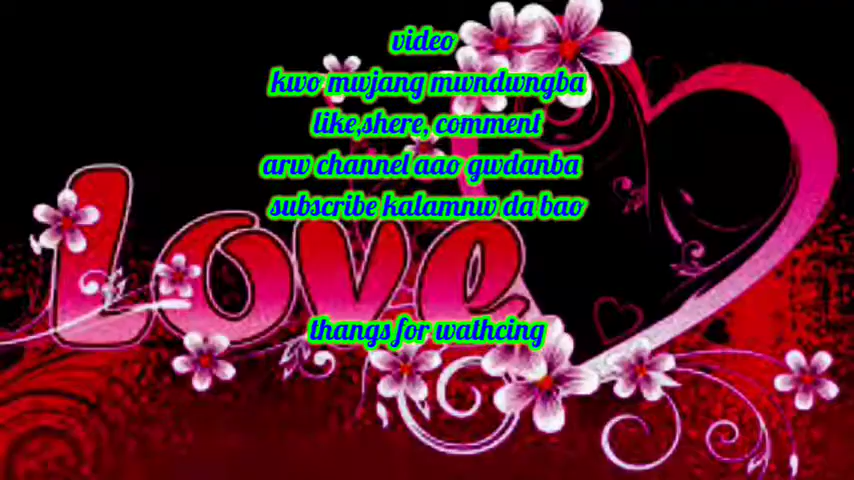 video
kwo mwjang mwndwngba
like,shere, comment
arw channel aao gwdanba
subscribe kalamnw da bao
Love
thangs for wathcing